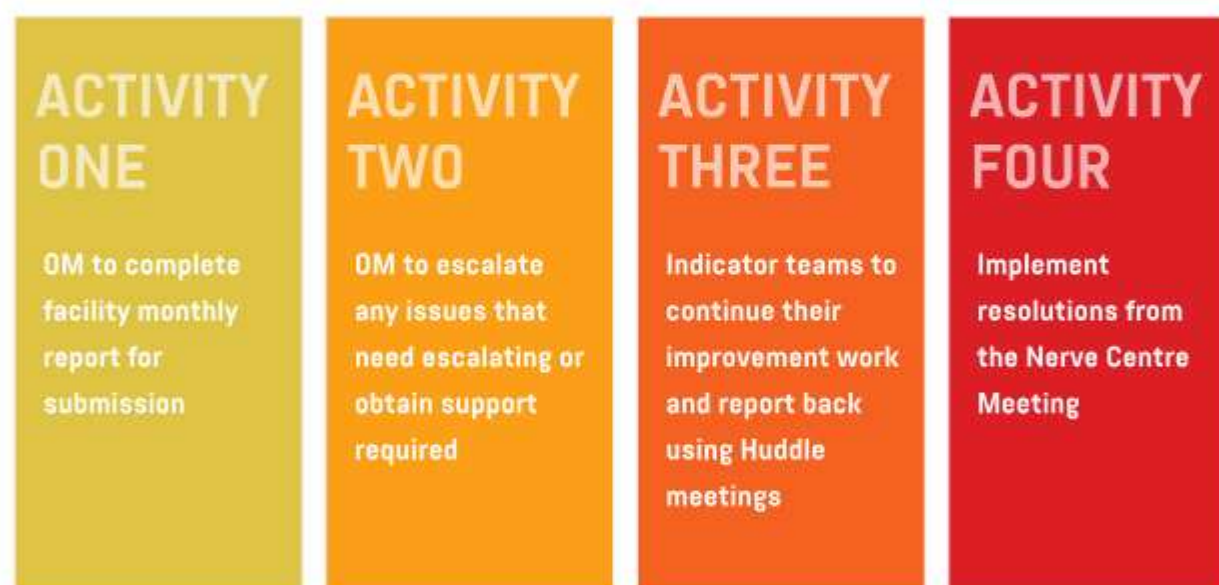 ACTIVITY
ONE
OM to complete
facility monthly
report for
submission
ACTIVITY
TWO
OM to escalate
any issues that
need escalating or
obtain support
required
ACTIVITY
THREE
Indicator teams to
continue their
improvement work
and report back
using Huddle
meetings
ACTIVITY
FOUR
Implement
resolutions from
the Nerve Centre
Meeting